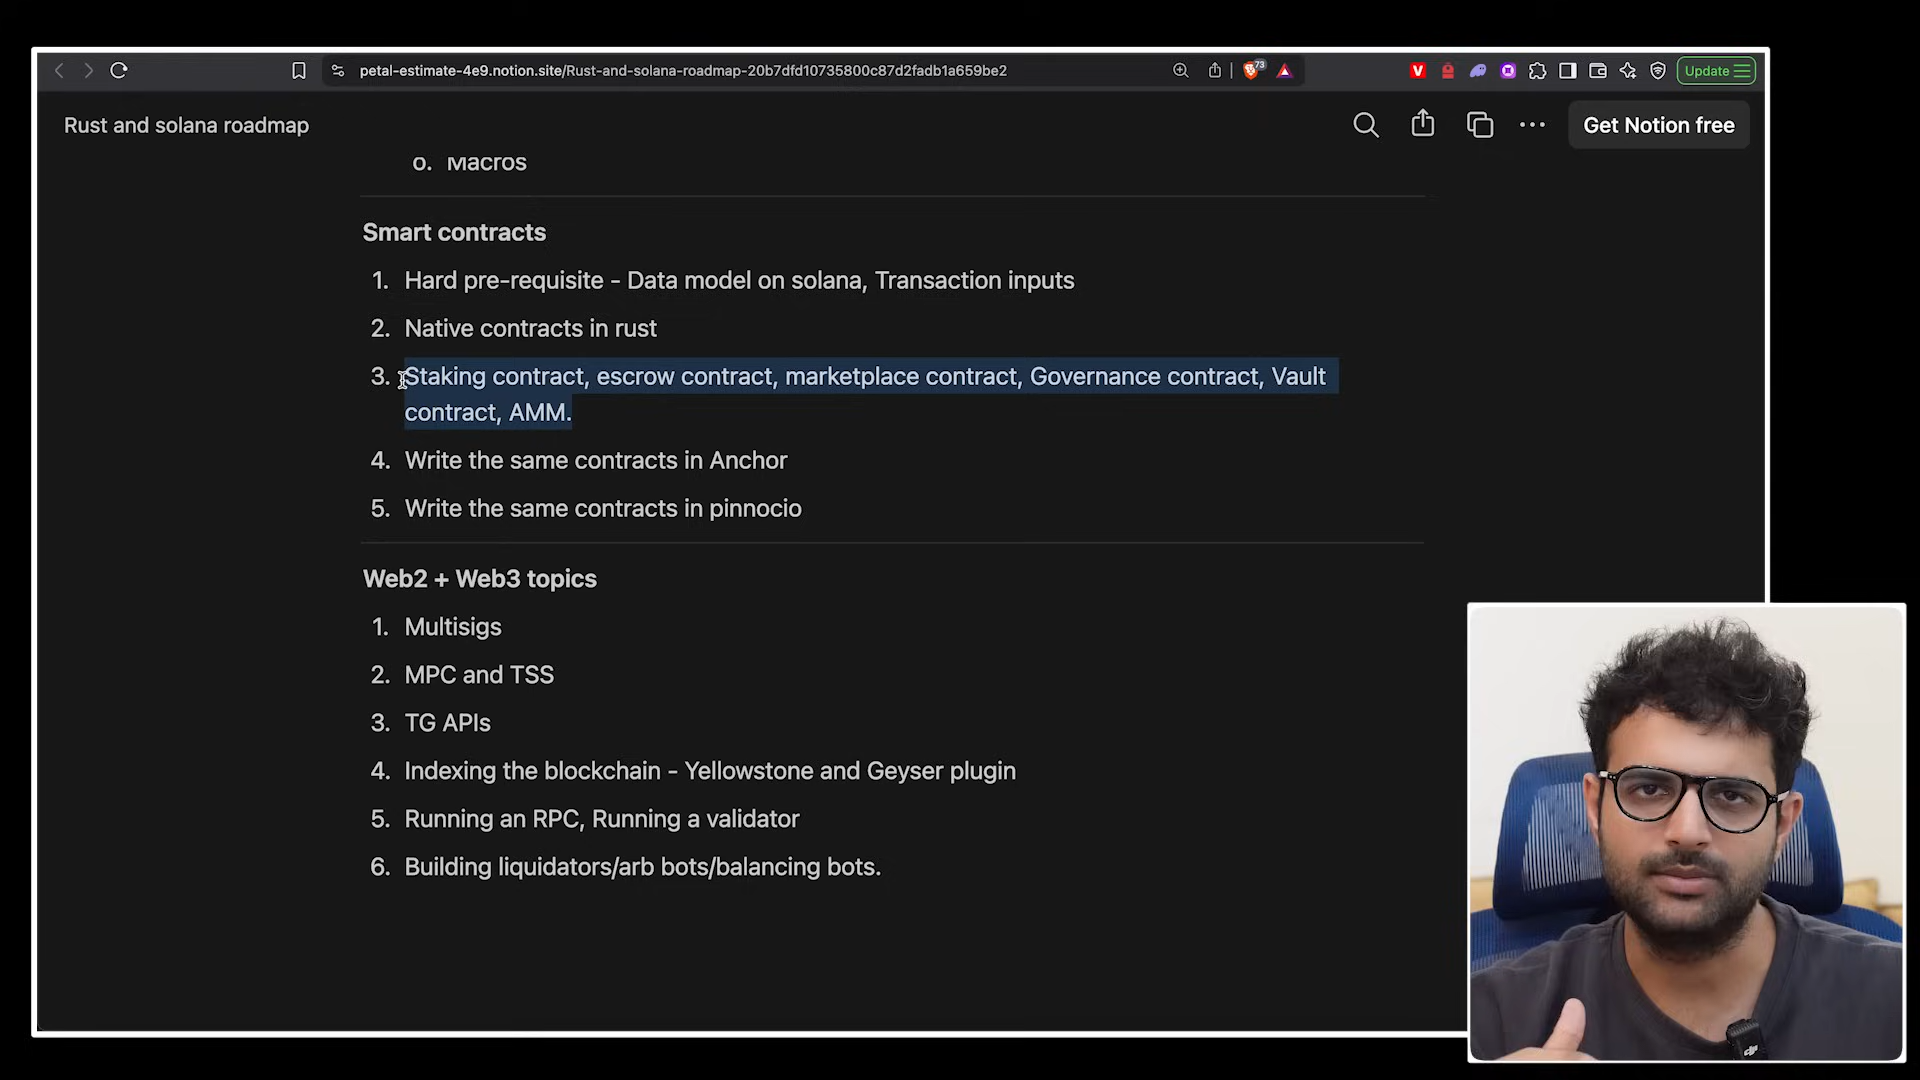 petal-estimate-4e9.notion.site/Rust-and-solana-roadmap-20b7dfd10735800c87d2fadb1a659be2
73
V
Update
Rust and solana roadmap
Get Notion free
o. Macros
Smart contracts
1. Hard pre-requisite - Data model on solana, Transaction inputs
2. Native contracts in rust
3. Staking contract, escrow contract, marketplace contract, Governance contract, Vault
contract, AMM.
4. Write the same contracts in Anchor
5. Write the same contracts in pinnocio
Web2 + Web3 topics
1. Multisigs
2. MPC and TSS
3. TG APIs
4. Indexing the blockchain - Yellowstone and Geyser plugin
5. Running an RPC, Running a validator
6. Building liquidators/arb bots/balancing bots.
dji